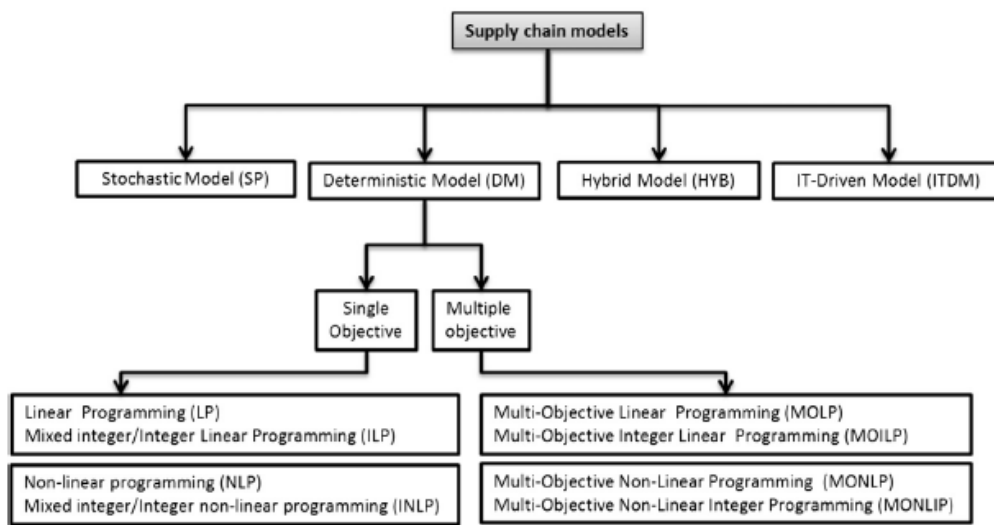 Supply chain models
Stochastic Model (SP)
Deterministic Model (DM)
Hybrid Model (HYB)
IT-Driven Model (ITDM)
Single
Objective
Multiple
objective
Linear Programming (LP)
Mixed integer/Integer Linear Programming (ILP)
Non-linear programming (NLP)
Mixed integer/Integer non-linear programming (INLP)
Multi-Objective Linear Programming (MOLP)
Multi-Objective Integer Linear Programming (MOILP)
Multi-Objective Non-Linear Programming (MONLP)
Multi-Objective Non-Linear Integer Programming (MONLIP)